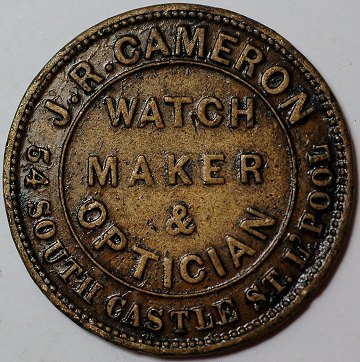 J. R. CAMERON
WATCH
MAKER
&
OPTICIAN
54 SOUTH CASTLE ST. L'POOL